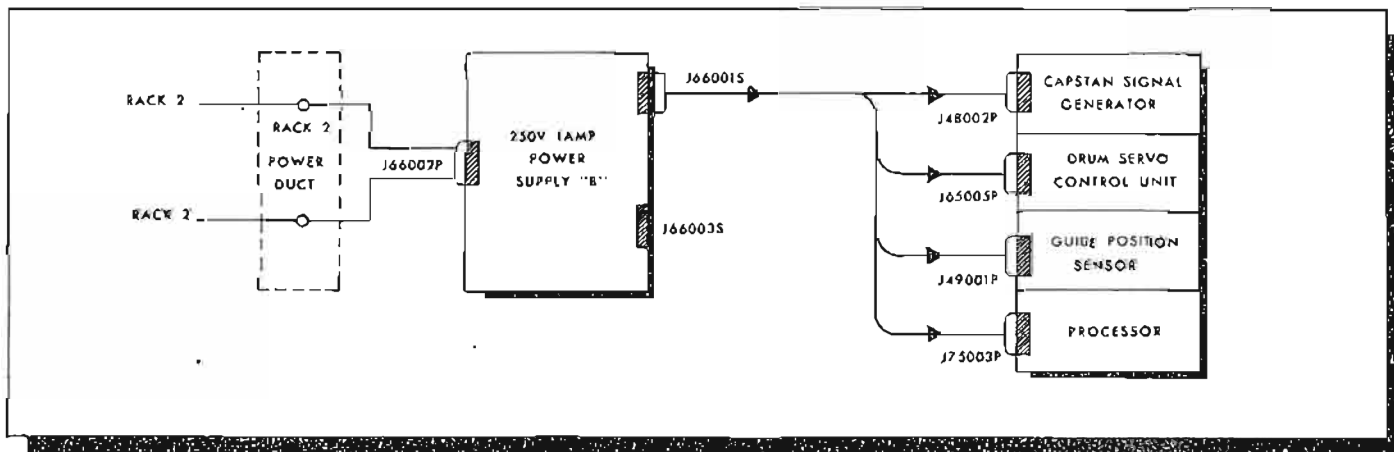 RACK 2
RACK 2
POWER
DUCT
RACK 2
J66002P
250V LAMP
POWER
SUPPLY "B"
J66001S
J66003S
J48002P
J65005P
J49001P
J75003P
CAPSTAN SIGNAL
GENERATOR
DRUM SERVO
CONTROL UNIT
GUIDE POSITION
SENSOR
PROCESSOR